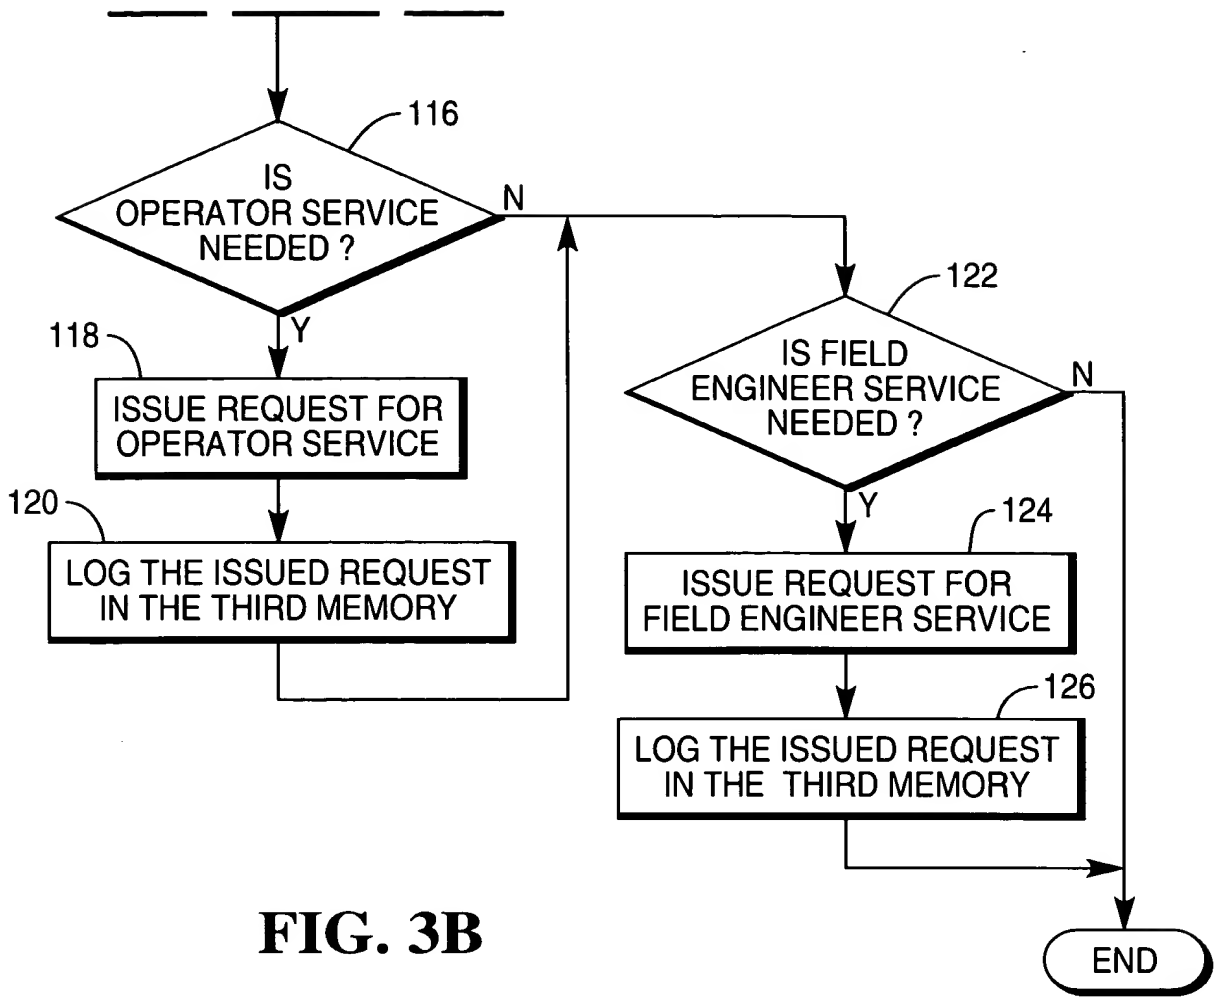 116
IS
OPERATOR SERVICE
NEEDED ?
N
Y
118
ISSUE REQUEST FOR
OPERATOR SERVICE
120
LOG THE ISSUED REQUEST
IN THE THIRD MEMORY
122
IS FIELD
ENGINEER SERVICE
NEEDED ?
N
Y
124
ISSUE REQUEST FOR
FIELD ENGINEER SERVICE
126
LOG THE ISSUED REQUEST
IN THE THIRD MEMORY
END
FIG. 3B